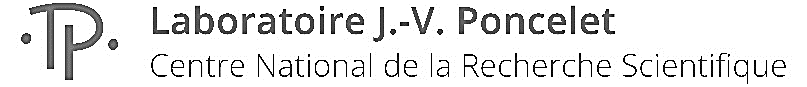 Laboratoire J.-V. Poncelet
Centre National de la Recherche Scientifique